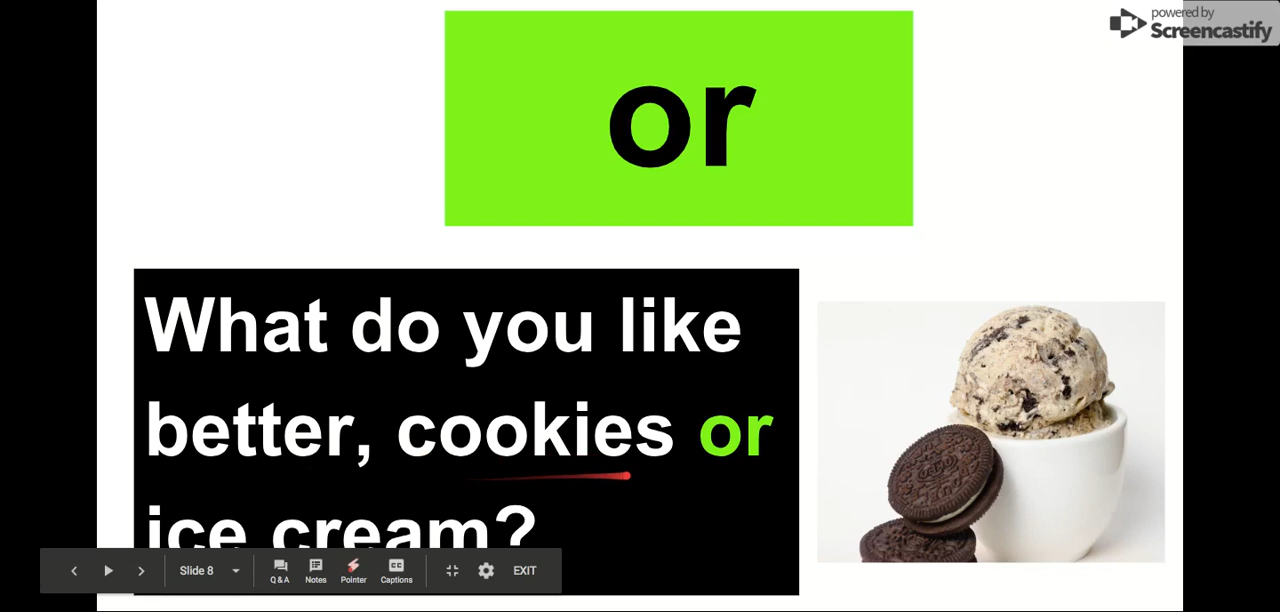 powered by
Screencastify
or
What do you like
better, cookies or
ice cream?
Slide 8
Q&A
Notes
Pointer
Captions
EXIT
OREO